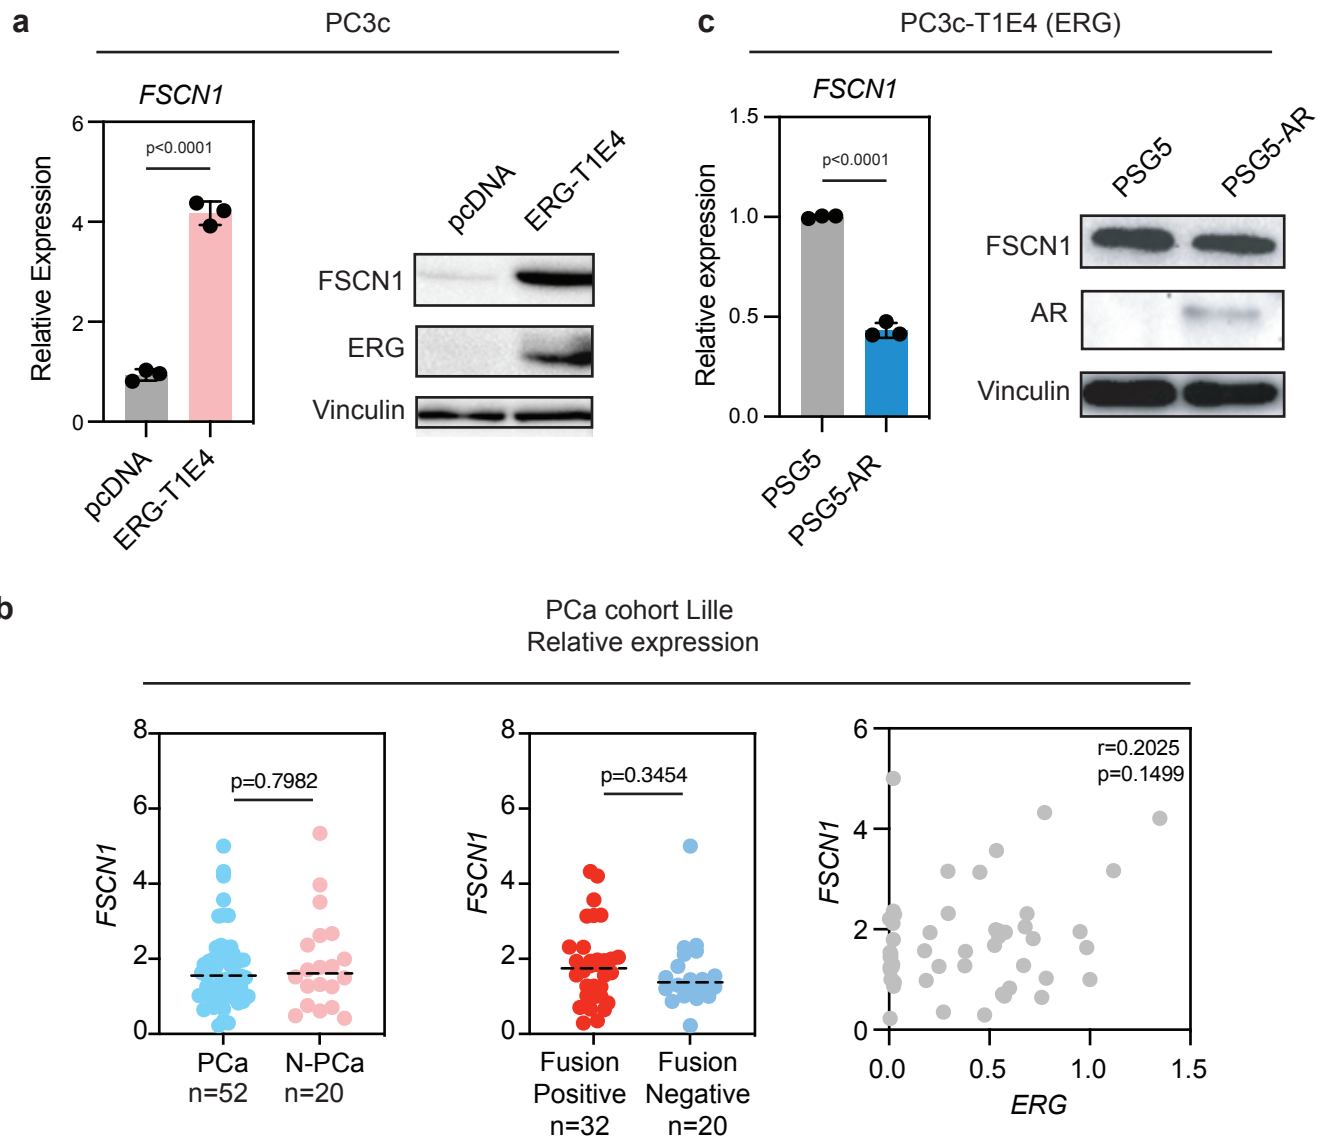 a
PC3c
FSCN1
6
4
2
0
Relative Expression
p<0.0001
pcDNA
ERG-T1E4
pcDNA
ERG-T1E4
FSCN1
ERG
Vinculin
c
PC3c-T1E4 (ERG)
FSCN1
1.5
1.0
0.5
0.0
Relative expression
p<0.0001
PSG5
PSG5-AR
PSG5
PSG5-AR
FSCN1
AR
Vinculin
b
PCa cohort Lille
Relative expression
8
6
4
2
0
FSCN1
p=0.7982
PCa
n=52
N-PCa
n=20
8
6
4
2
0
FSCN1
p=0.3454
Fusion
Positive
n=32
Fusion
Negative
n=20
6
4
2
0
FSCN1
r=0.2025
p=0.1499
0.0
0.5
1.0
1.5
ERG